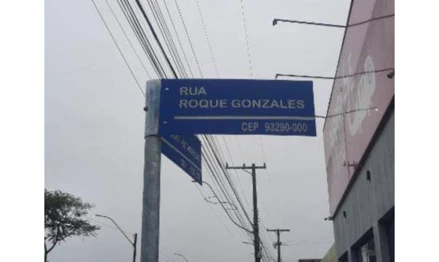 RUA
ROQUE GONZALES
CEP 93290-000